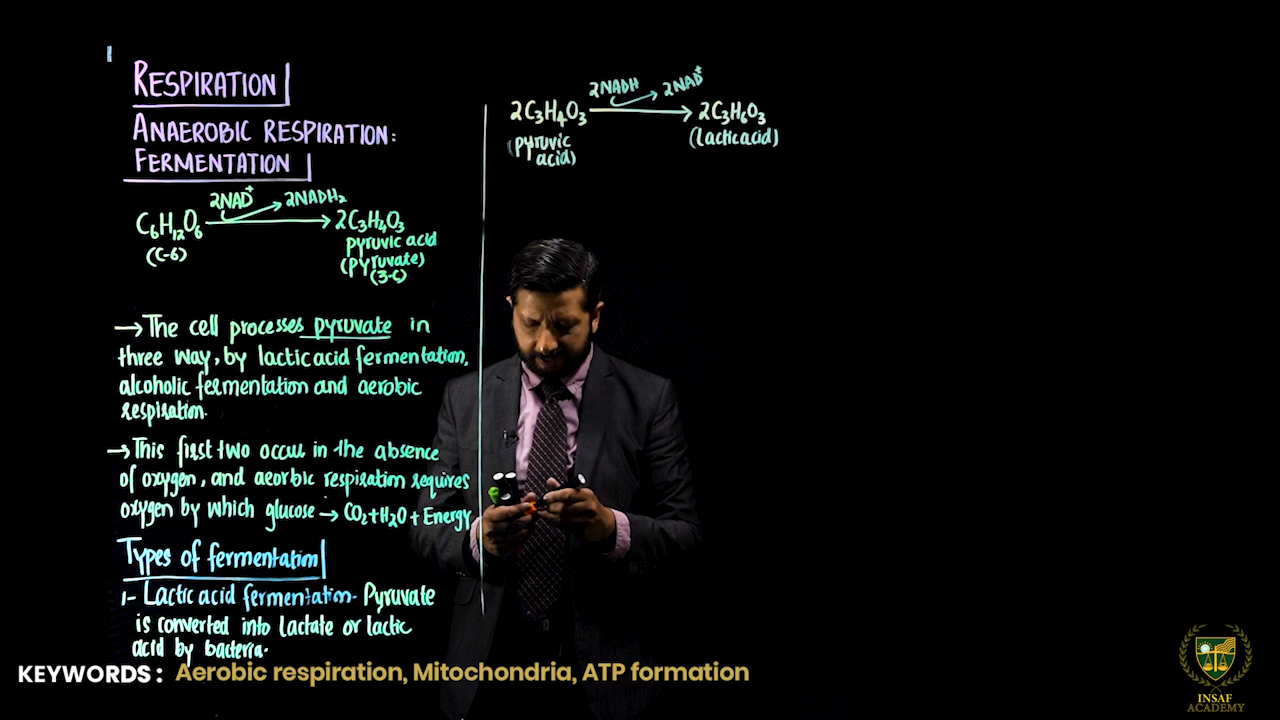 RESPIRATION
ANAEROBIC RESPIRATION:
FERMENTATION
2NAD⁺ 2NADH₂
C₆H₁₂O₆ → 2C₃H₄O₃
(C-6)
pyruvic acid
(pyruvate)
(3-C)
→ The cell processes pyruvate in
three way, by lactic acid fermentation,
alcoholic fermentation and aerobic
respiration.
→ This first two occur in the absence
of oxygen, and aeorbic respiration requires
oxygen by which glucose → CO₂+H₂O + Energy
Types of fermentation
1- Lactic acid fermentation- Pyruvate
is converted into Lactate or lactic
acid by bacteria.
2NADH 2NAD⁺
2C₃H₄O₃ → 2C₃H₆O₃
(pyruvic acid) (lactic acid)
KEYWORDS : Aerobic respiration, Mitochondria, ATP formation
INSAF
ACADEMY